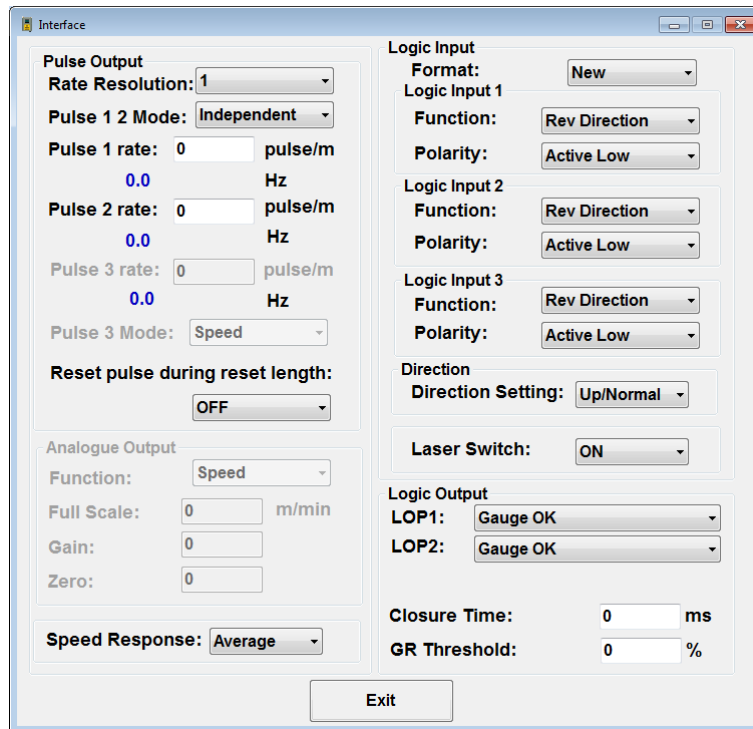 Interface
Pulse Output
Rate Resolution: 1
Pulse 1 2 Mode: Independent
Pulse 1 rate: 0 pulse/m
0.0 Hz
Pulse 2 rate: 0 pulse/m
0.0 Hz
Pulse 3 rate: 0 pulse/m
0.0 Hz
Pulse 3 Mode: Speed
Reset pulse during reset length:
OFF
Analogue Output
Function: Speed
Full Scale: 0 m/min
Gain: 0
Zero: 0
Speed Response: Average
Logic Input
Format: New
Logic Input 1
Function: Rev Direction
Polarity: Active Low
Logic Input 2
Function: Rev Direction
Polarity: Active Low
Logic Input 3
Function: Rev Direction
Polarity: Active Low
Direction
Direction Setting: Up/Normal
Laser Switch: ON
Logic Output
LOP1: Gauge OK
LOP2: Gauge OK
Closure Time: 0 ms
GR Threshold: 0 %
Exit